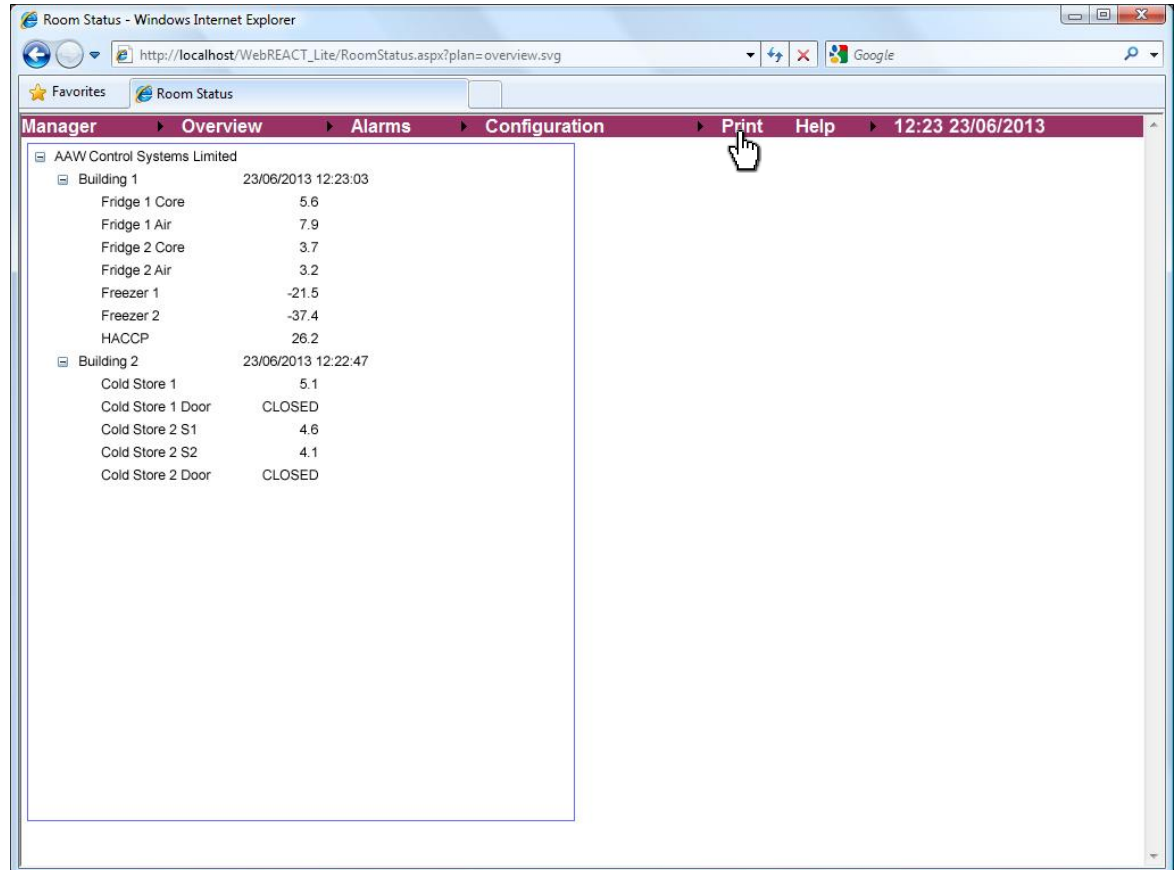 Room Status - Windows Internet Explorer
http://localhost/WebREACT_Lite/RoomStatus.aspx?plan=overview.svg
Google
Favorites
Room Status
Manager Overview Alarms Configuration Print Help 12:23 23/06/2013
AAW Control Systems Limited
Building 1 23/06/2013 12:23:03
Fridge 1 Core 5.6
Fridge 1 Air 7.9
Fridge 2 Core 3.7
Fridge 2 Air 3.2
Freezer 1 -21.5
Freezer 2 -37.4
HACCP 26.2
Building 2 23/06/2013 12:22:47
Cold Store 1 5.1
Cold Store 1 Door CLOSED
Cold Store 2 S1 4.6
Cold Store 2 S2 4.1
Cold Store 2 Door CLOSED